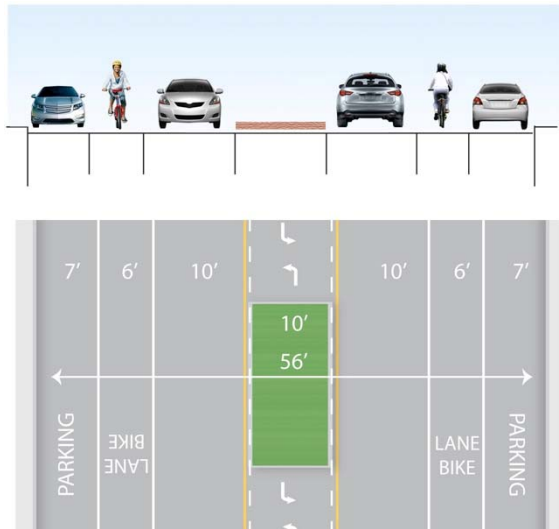 7'
6'
10'
10'
6'
7'
10'
56'
PARKING
BIKE
LANE
LANE
BIKE
PARKING